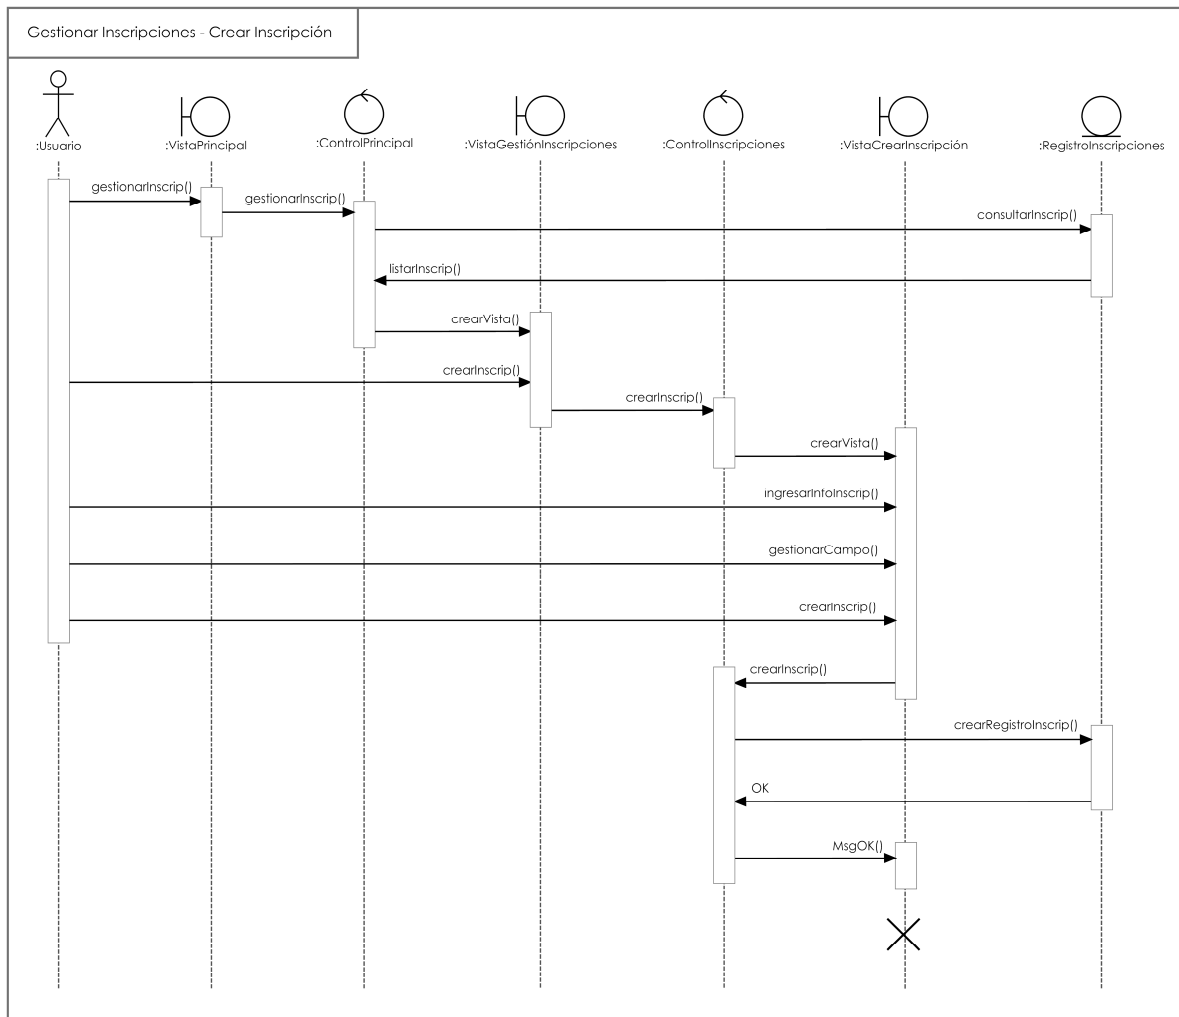 Gestionar Inscripciones - Crear Inscripción
:Usuario
:VistaPrincipal
:ControlPrincipal
:VistaGestiónInscripciones
:ControlInscripciones
:VistaCrearInscripción
:RegistroInscripciones
gestionarInscrip()
gestionarInscrip()
consultarInscrip()
listarInscrip()
crearVista()
crearInscrip()
crearInscrip()
crearVista()
ingresarInfoInscrip()
gestionarCampo()
crearInscrip()
crearInscrip()
crearRegistroInscrip()
OK
MsgOK()